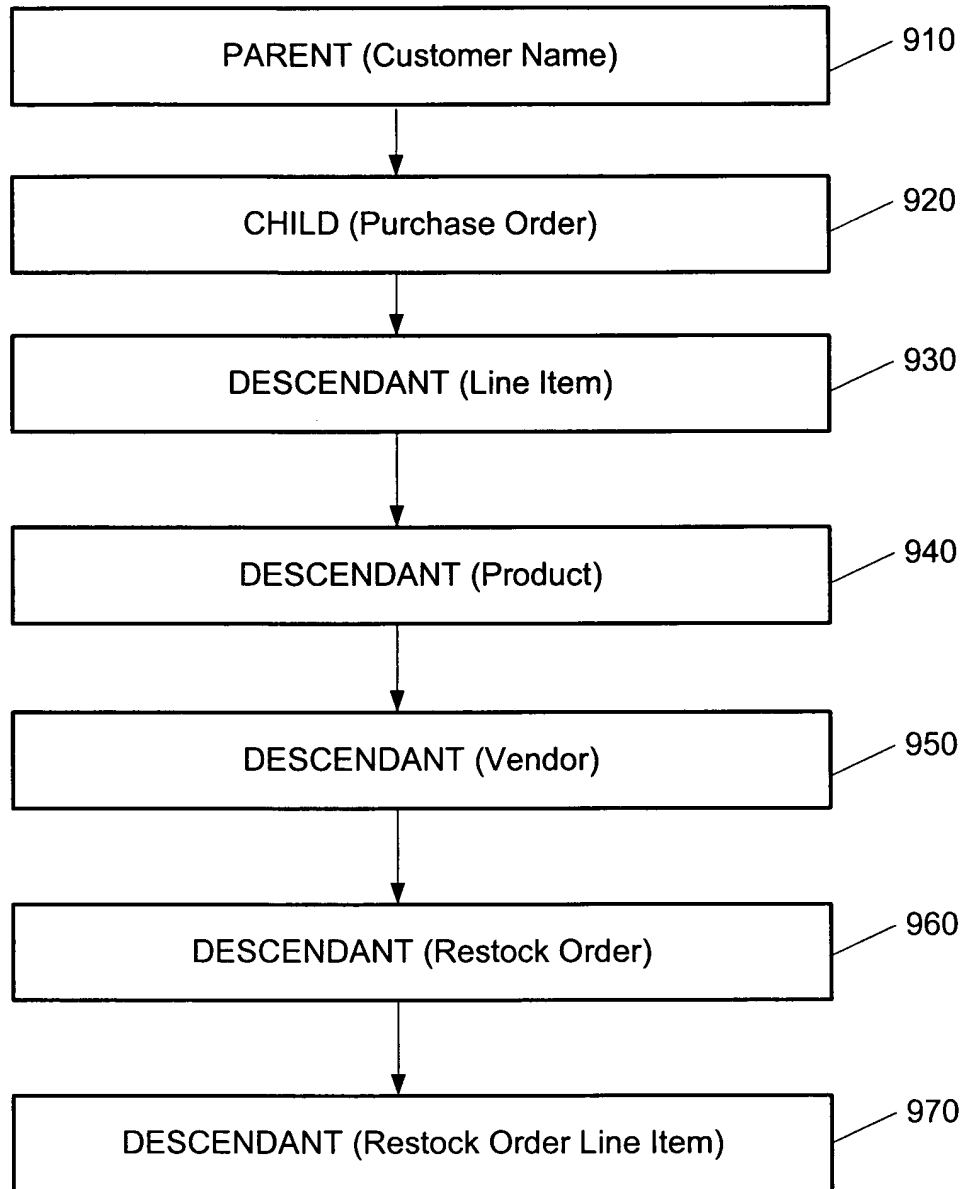 PARENT (Customer Name)
910
CHILD (Purchase Order)
920
DESCENDANT (Line Item)
930
DESCENDANT (Product)
940
DESCENDANT (Vendor)
950
DESCENDANT (Restock Order)
960
DESCENDANT (Restock Order Line Item)
970